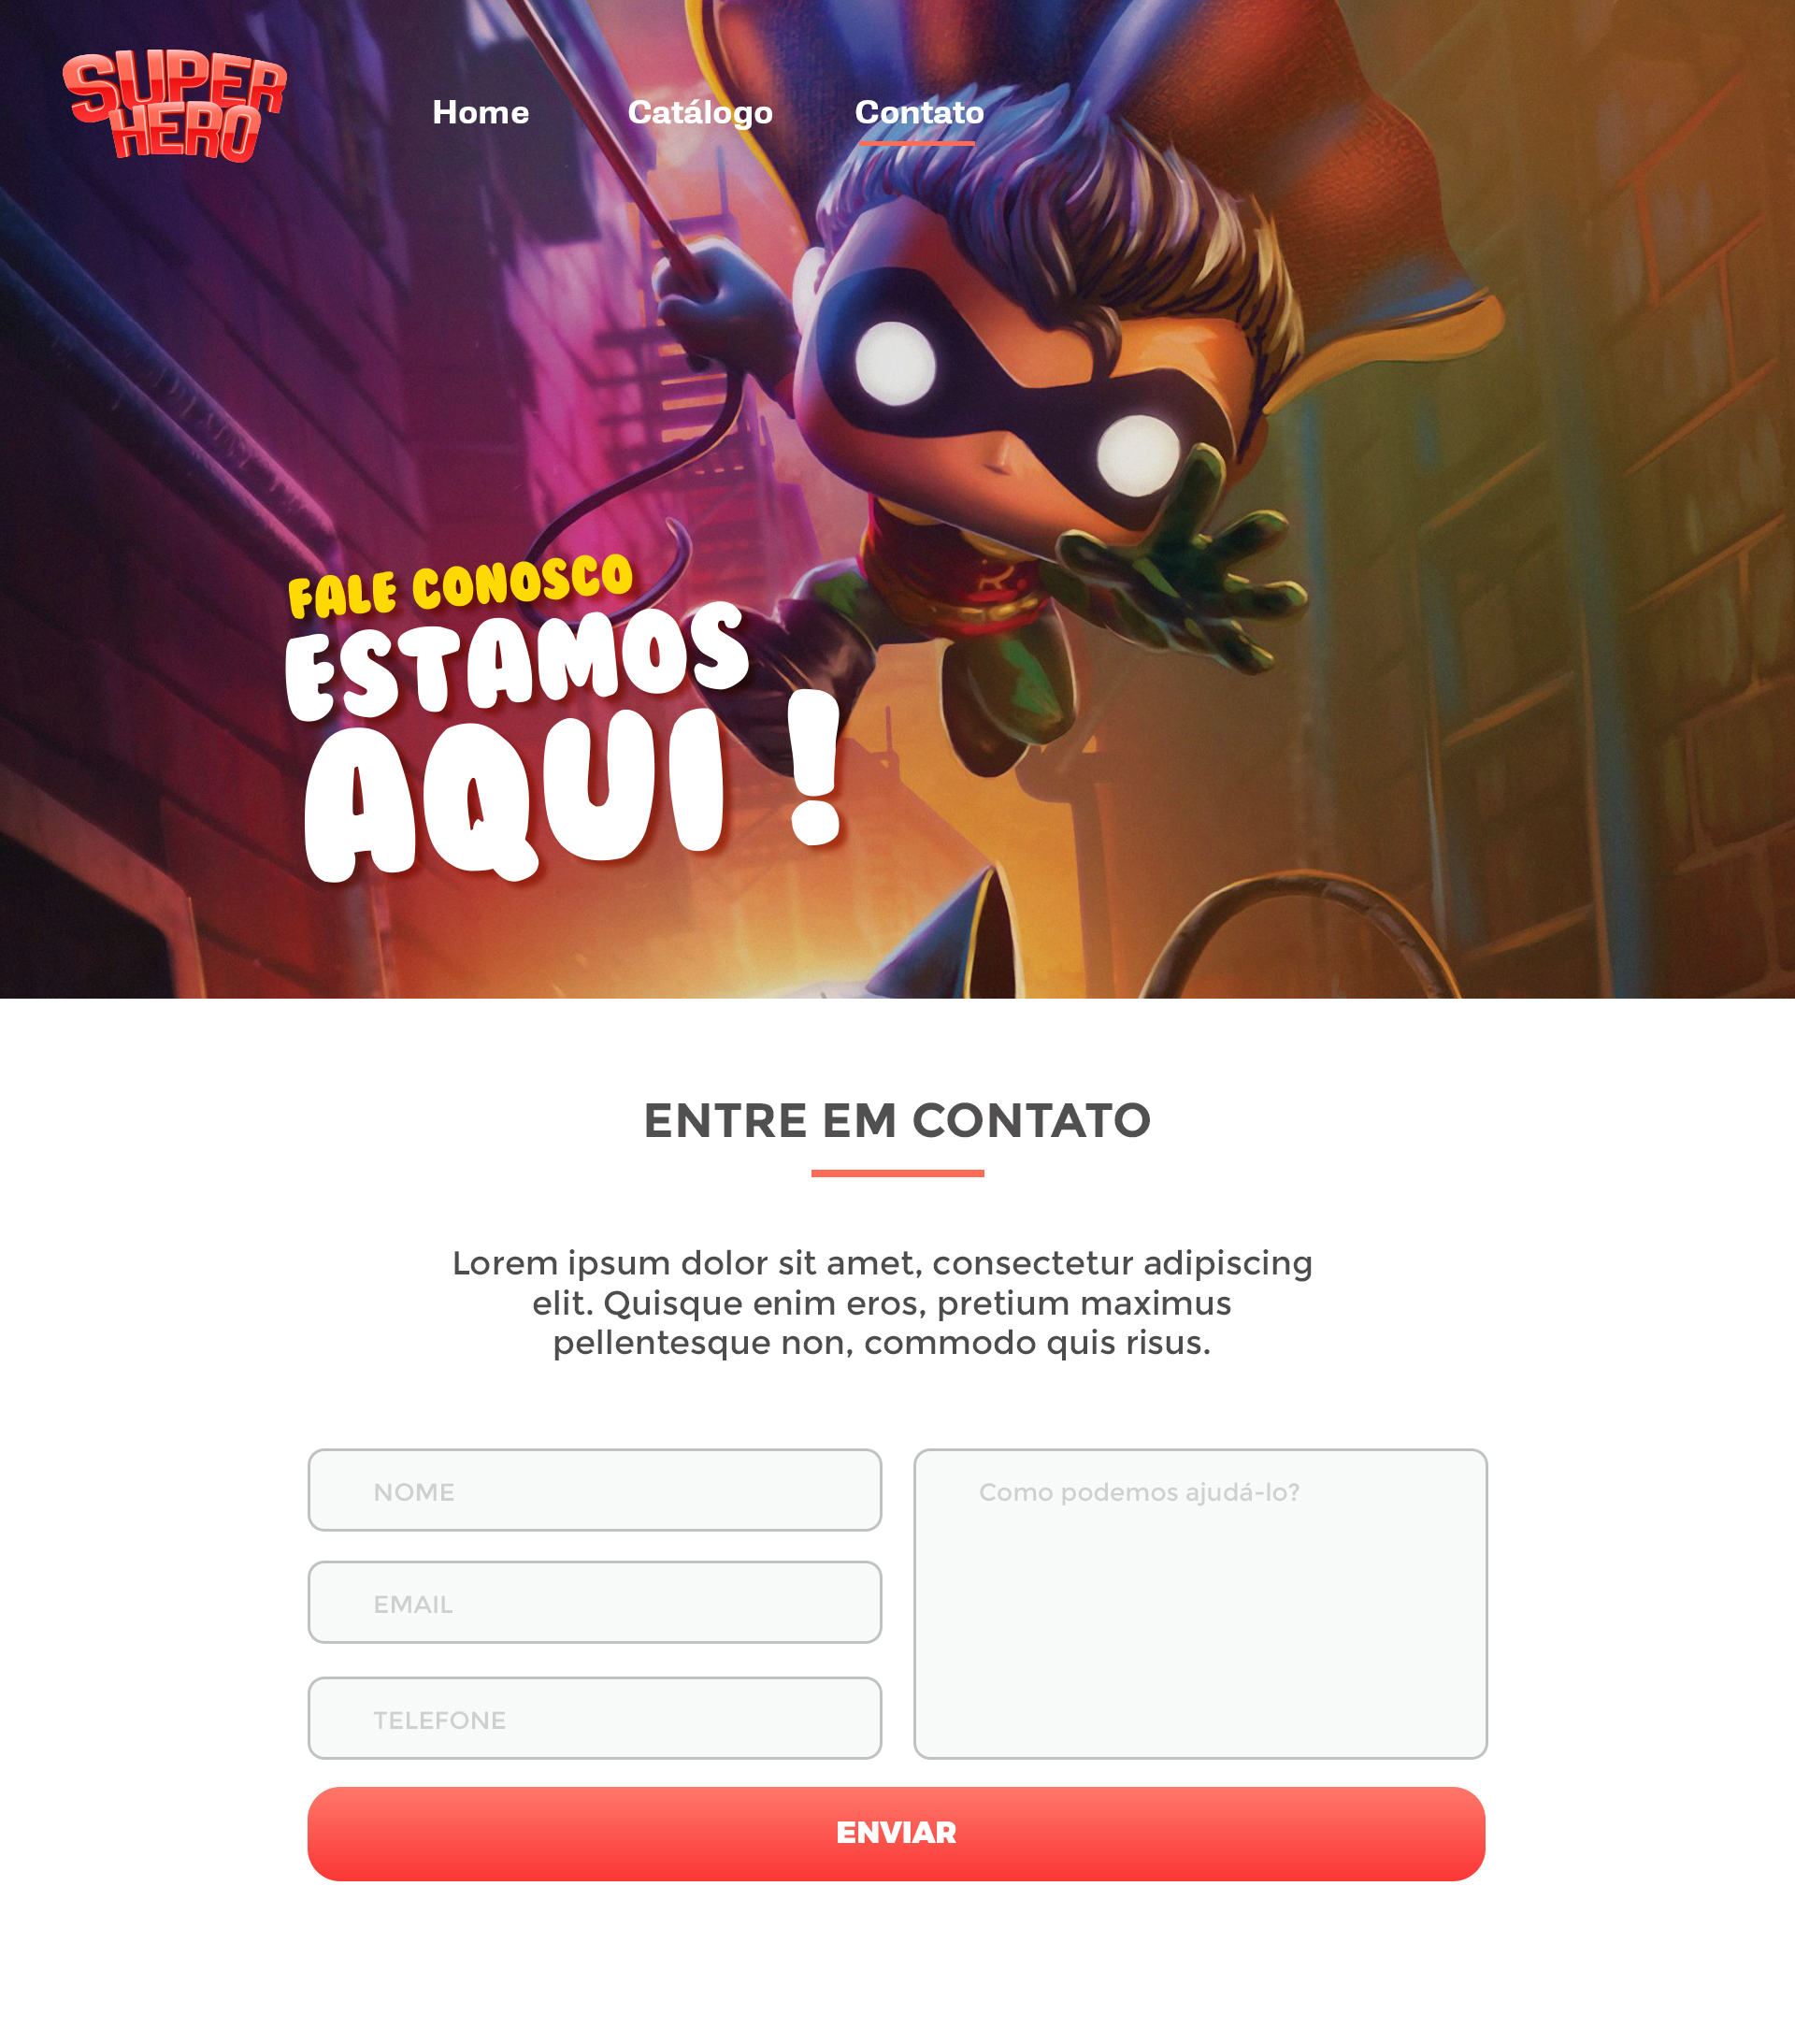 SUPER
HERO
Home Catálogo Contato
FALE CONOSCO
ESTAMOS
AQUI !
R
ENTRE EM CONTATO
Lorem ipsum dolor sit amet, consectetur adipiscing
elit. Quisque enim eros, pretium maximus
pellentesque non, commodo quis risus.
NOME
Como podemos ajudá-lo?
EMAIL
TELEFONE
ENVIAR